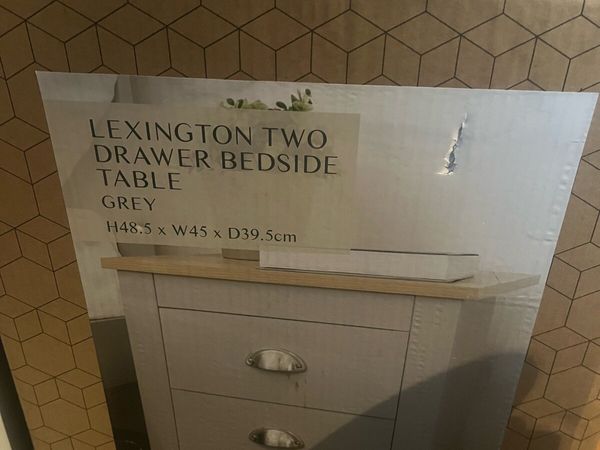 LEXINGTON TWO
DRAWER BEDSIDE
TABLE
GREY
H48.5 x W45 x D39.5cm